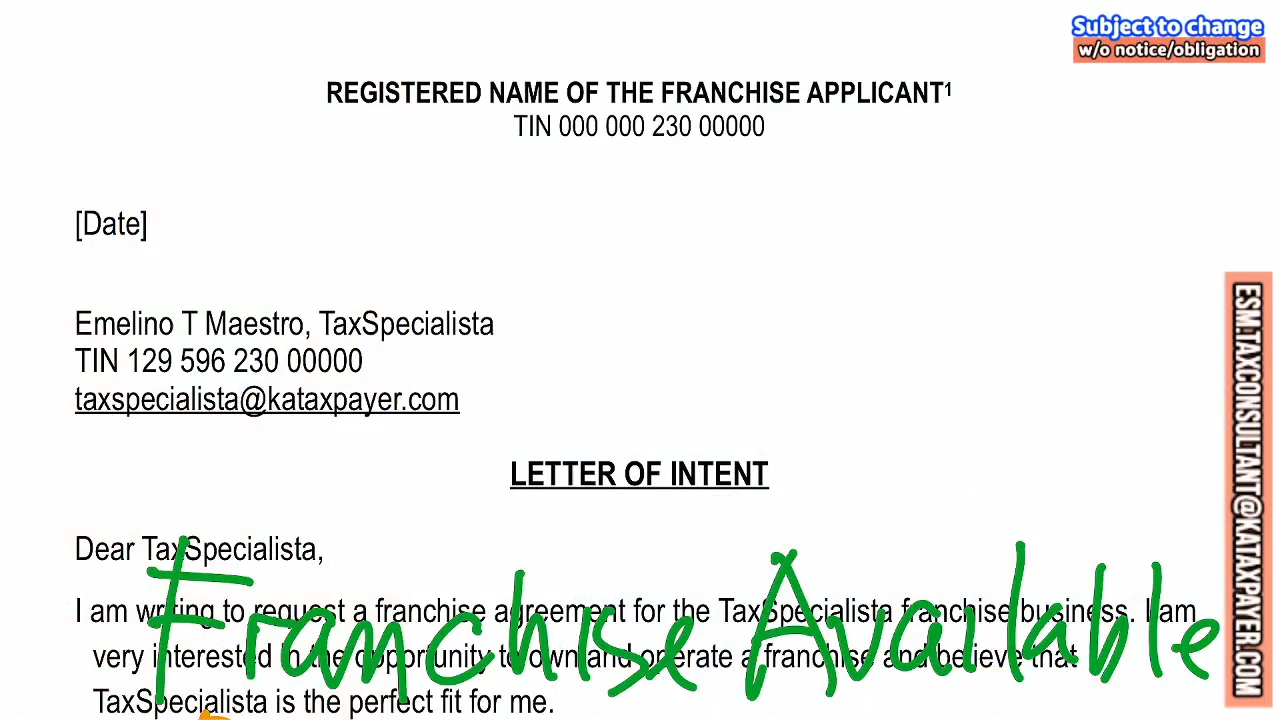 Subject to change
w/o notice/obligation
REGISTERED NAME OF THE FRANCHISE APPLICANT¹
TIN 000 000 230 00000
[Date]
Emelino T Maestro, TaxSpecialista
TIN 129 596 230 00000
taxspecialista@kataxpayer.com
LETTER OF INTENT
Dear TaxSpecialista,
I am writing to request a franchise agreement for the TaxSpecialista franchise business. I am
very interested in the opportunity to own and operate a franchise and believe that
TaxSpecialista is the perfect fit for me.
Franchise Available
ESM.TAXCONSULTANT@KATAXPAYER.COM